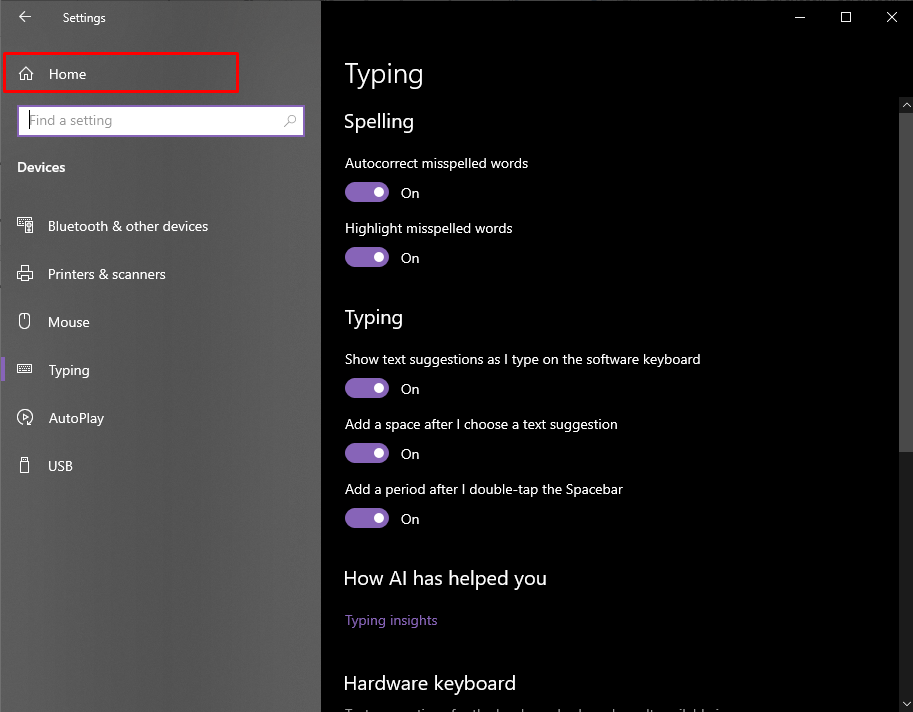 Settings
Home
Find a setting
Devices
Bluetooth & other devices
Printers & scanners
Mouse
Typing
AutoPlay
USB
Typing
Spelling
Autocorrect misspelled words
On
Highlight misspelled words
On
Typing
Show text suggestions as I type on the software keyboard
On
Add a space after I choose a text suggestion
On
Add a period after I double-tap the Spacebar
On
How AI has helped you
Typing insights
Hardware keyboard